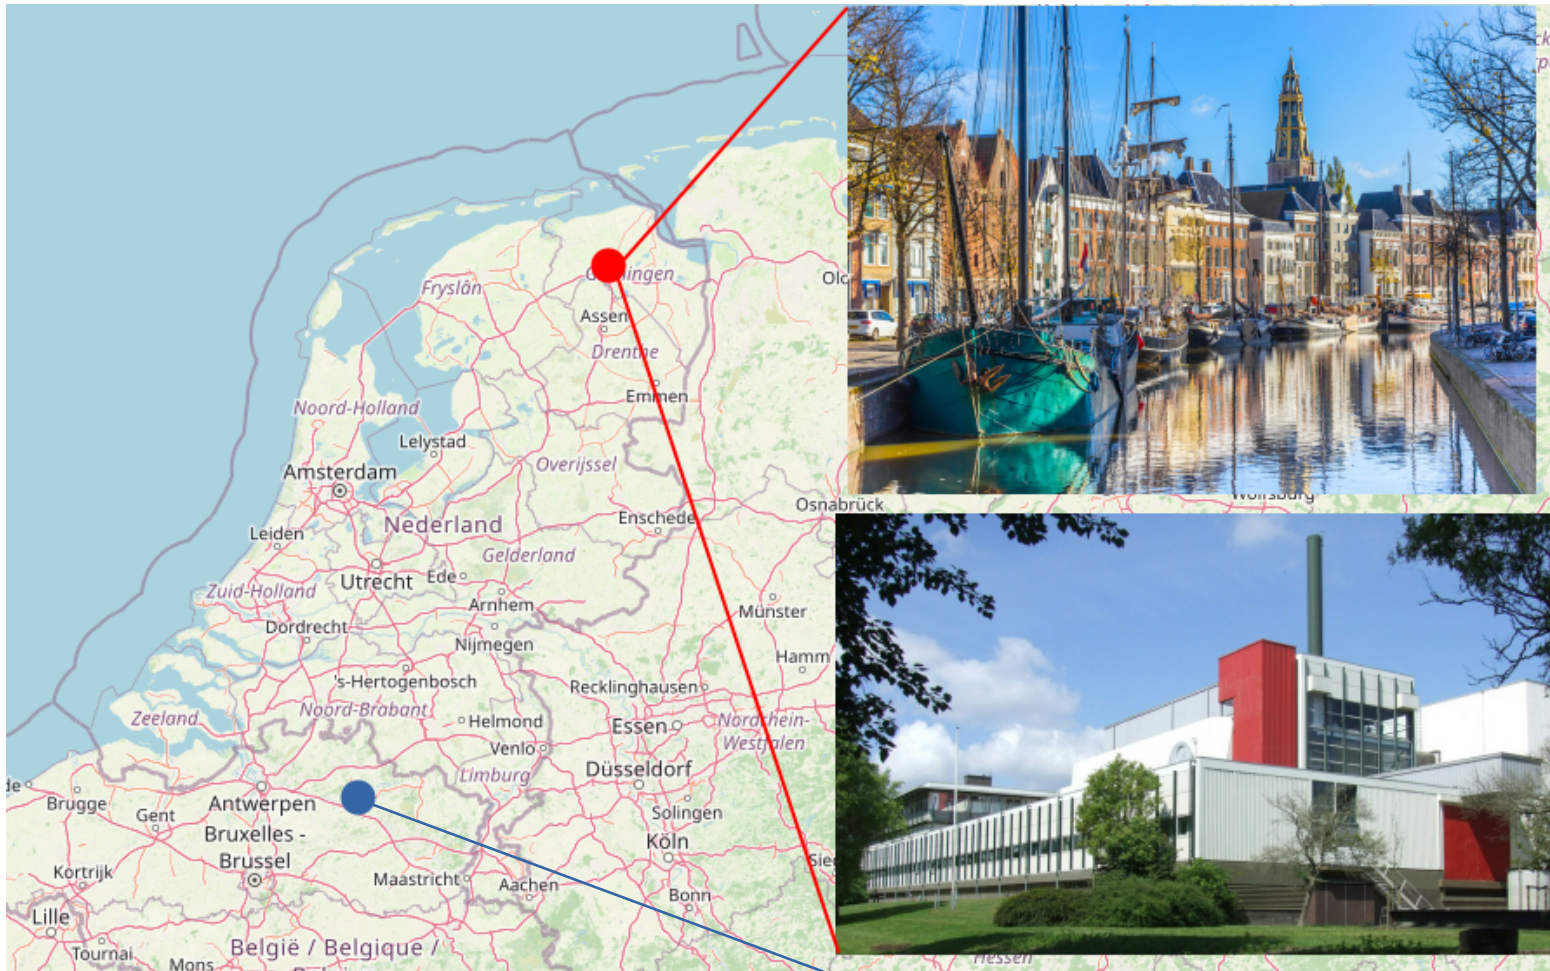 Groningen
Fryslân
Assen
Drenthe
Emmen
Noord-Holland
Lelystad
Overijssel
Amsterdam
Osnabrück
Wolfsburg
Enschede
Nederland
Leiden
Gelderland
Utrecht
Ede
Zuid-Holland
Arnhem
Münster
Dordrecht
Nijmegen
Hamm
's-Hertogenbosch
Recklinghausen
Noord-Brabant
Zeeland
Helmond
Essen
Nordrhein-
Westfalen
Venlo
Limburg
Düsseldorf
Brugge
Antwerpen
Gent
Solingen
Bruxelles -
Brussel
Köln
Kortrijk
Maastricht
Aachen
Bonn
Lille
België / Belgique /
Tournai
Mons
Hessen